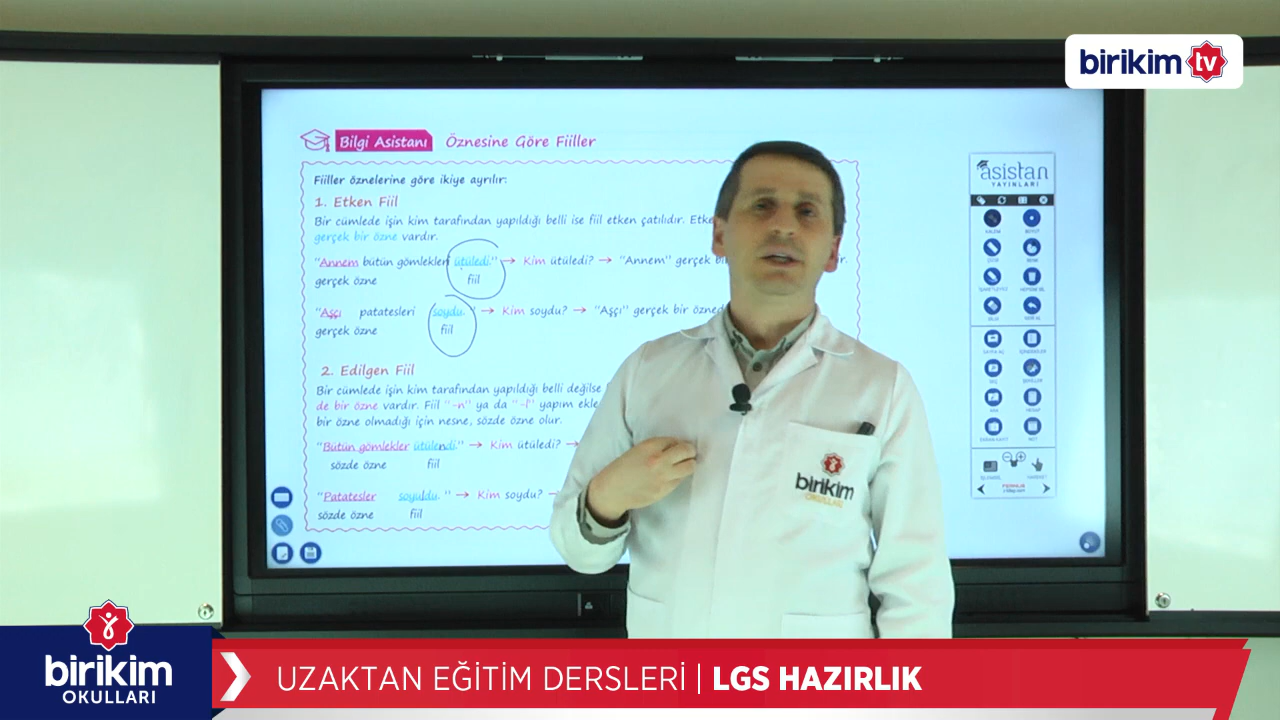 birikim tv
Bilgi Asistanı Öznesine Göre Fiiller
Fiiller öznelerine göre ikiye ayrılır:
1. Etken Fiil
Bir cümlede işin kim tarafından yapıldığı belli ise fiil etken çatılıdır.
gerçek bir özne vardır.
"Annem bütün gömlekleri ütüledi." → Kim ütüledi? → "Annem" gerçek
gerçek özne fiil
"Aşçı patatesleri soydu. → Kim soydu? → "Aşçı" gerçek bir
gerçek özne fiil
2. Edilgen Fiil
Bir cümlede işin kim tarafından yapıldığı belli değilse
de bir özne vardır. Fiil "-n" ya da "-l" yapım
bir özne olmadığı için nesne, sözde özne olur.
"Bütün gömlekler ütülendi." → Kim ütüledi? →
sözde özne fiil
"Patatesler soyuldu. " → Kim soydu? →
sözde özne fiil
asistan
YAYINLARI
birikim
OKULLARI
birikim
OKULLARI
UZAKTAN EĞİTİM DERSLERİ | LGS HAZIRLIK